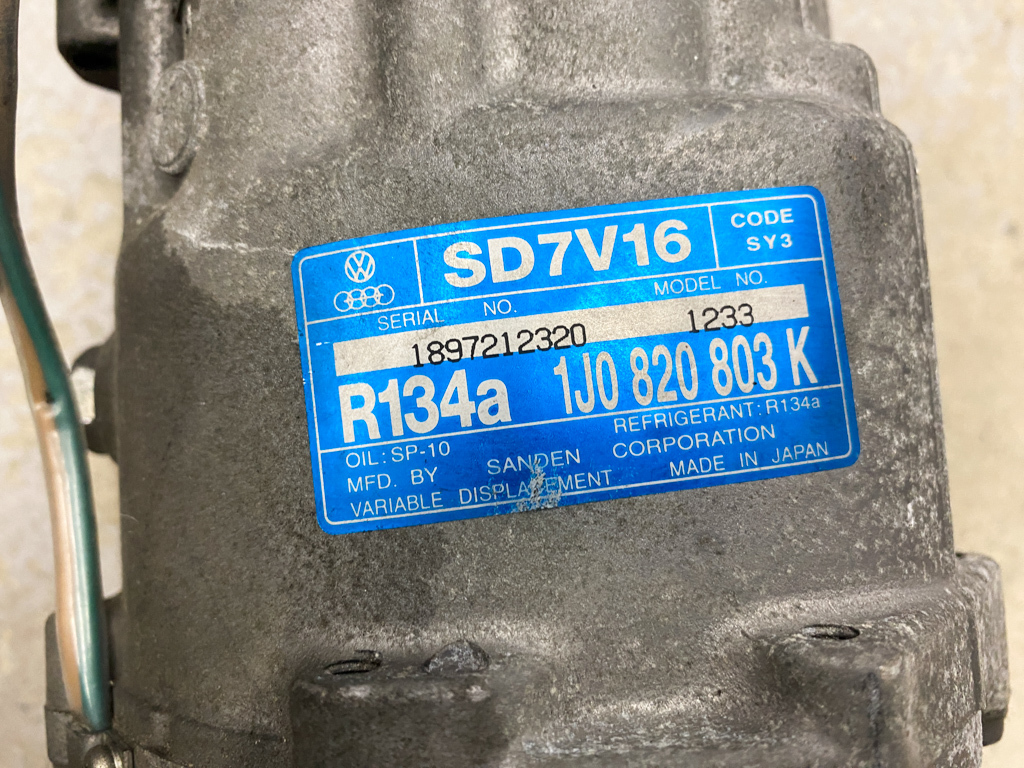 SD7V16
CODE
SY3
SERIAL NO.
MODEL NO.
1897212320
1233
R134a
1J0 820 803 K
OIL: SP-10
REFRIGERANT: R134a
MFD. BY SANDEN CORPORATION
VARIABLE DISPLACEMENT
MADE IN JAPAN